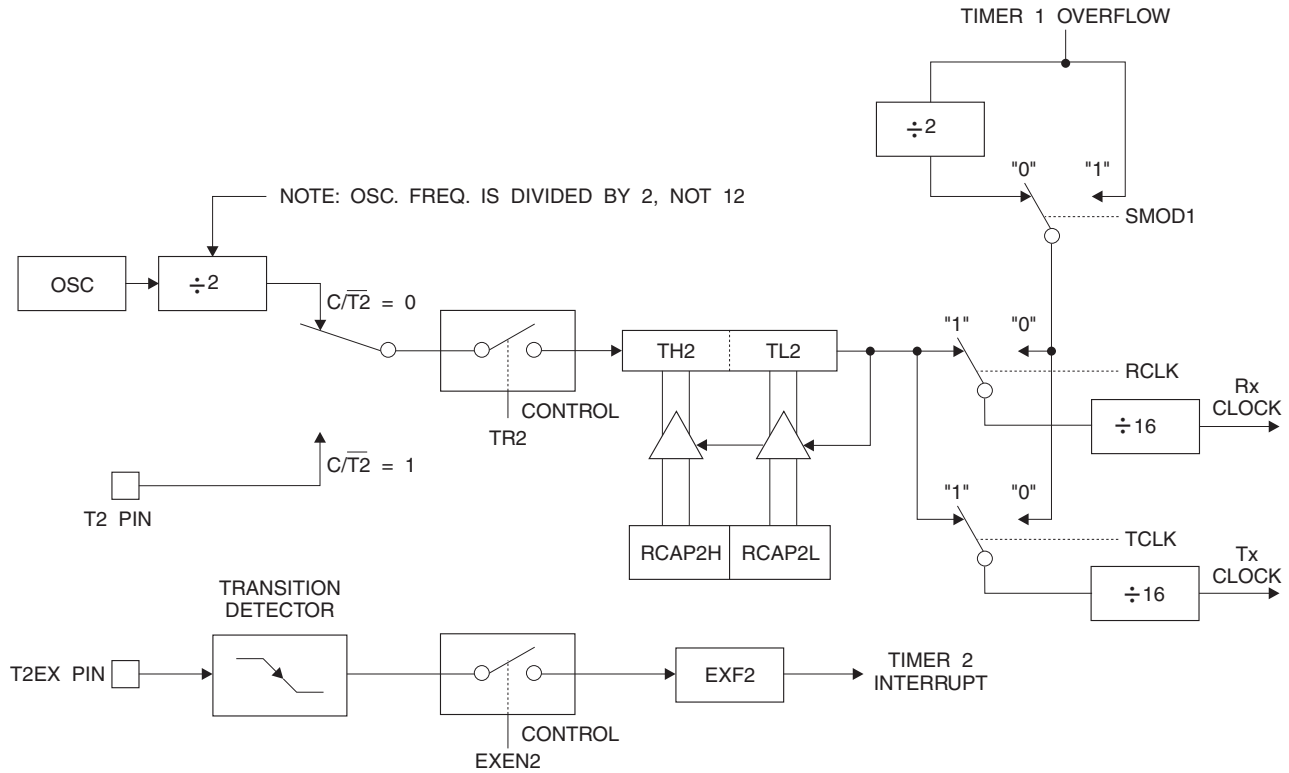 TIMER 1 OVERFLOW
÷2
"0"
"1"
NOTE: OSC. FREQ. IS DIVIDED BY 2, NOT 12
SMOD1
OSC
÷2
C/T̅2̅ = 0
"1"
"0"
TH2
TL2
RCLK
Rx
CLOCK
CONTROL
TR2
÷16
C/T̅2̅ = 1
T2 PIN
"1"
"0"
RCAP2H
RCAP2L
TCLK
Tx
CLOCK
÷16
TRANSITION
DETECTOR
T2EX PIN
EXF2
TIMER 2
INTERRUPT
CONTROL
EXEN2